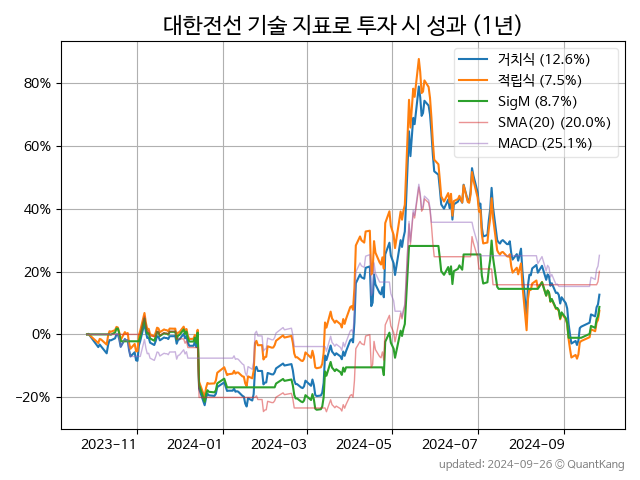 대한전선 기술 지표로 투자 시 성과 (1년)
거치식 (12.6%)
적립식 (7.5%)
SigM (8.7%)
SMA(20) (20.0%)
MACD (25.1%)
80%
60%
40%
20%
0%
−20%
2023-11
2024-01
2024-03
2024-05
2024-07
2024-09
updated: 2024-09-26 © QuantKang